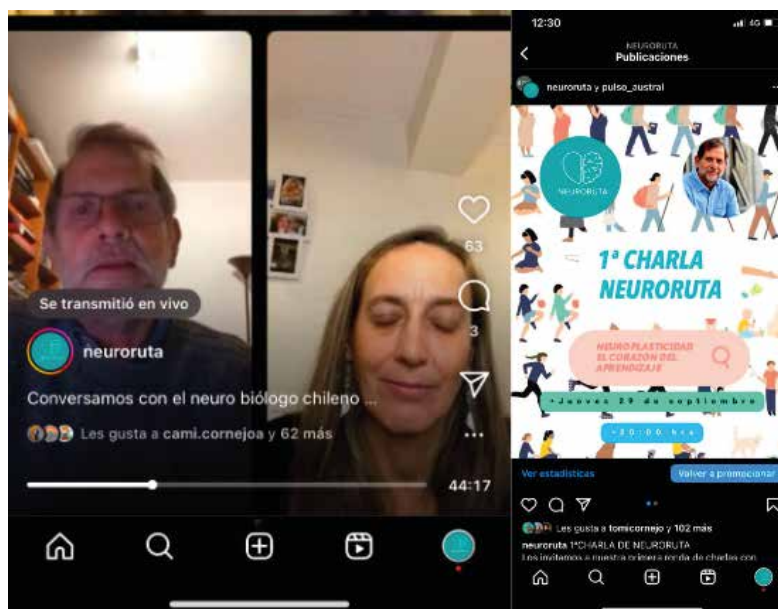 Se transmitió en vivo
neuroruta
Conversamos con el neuro biólogo chileno ...
Les gusta a cami.cornejoa y 62 más
63
3
44:17
12:30
4G
NEURORUTA
Publicaciones
neuroruta y pulso_austral
NEURORUTA
1ª CHARLA
NEURORUTA
NEUROPLASTICIDAD
EL CORAZÓN DEL
APRENDIZAJE
•Jueves 29 de septiembre
•20:00 hrs
Ver estadísticas
Volver a promocionar
Les gusta a tomicornejo y 102 más
neuroruta 1ªCHARLA DE NEURORUTA
Los invitamos a nuestra primera ronda de charlas con